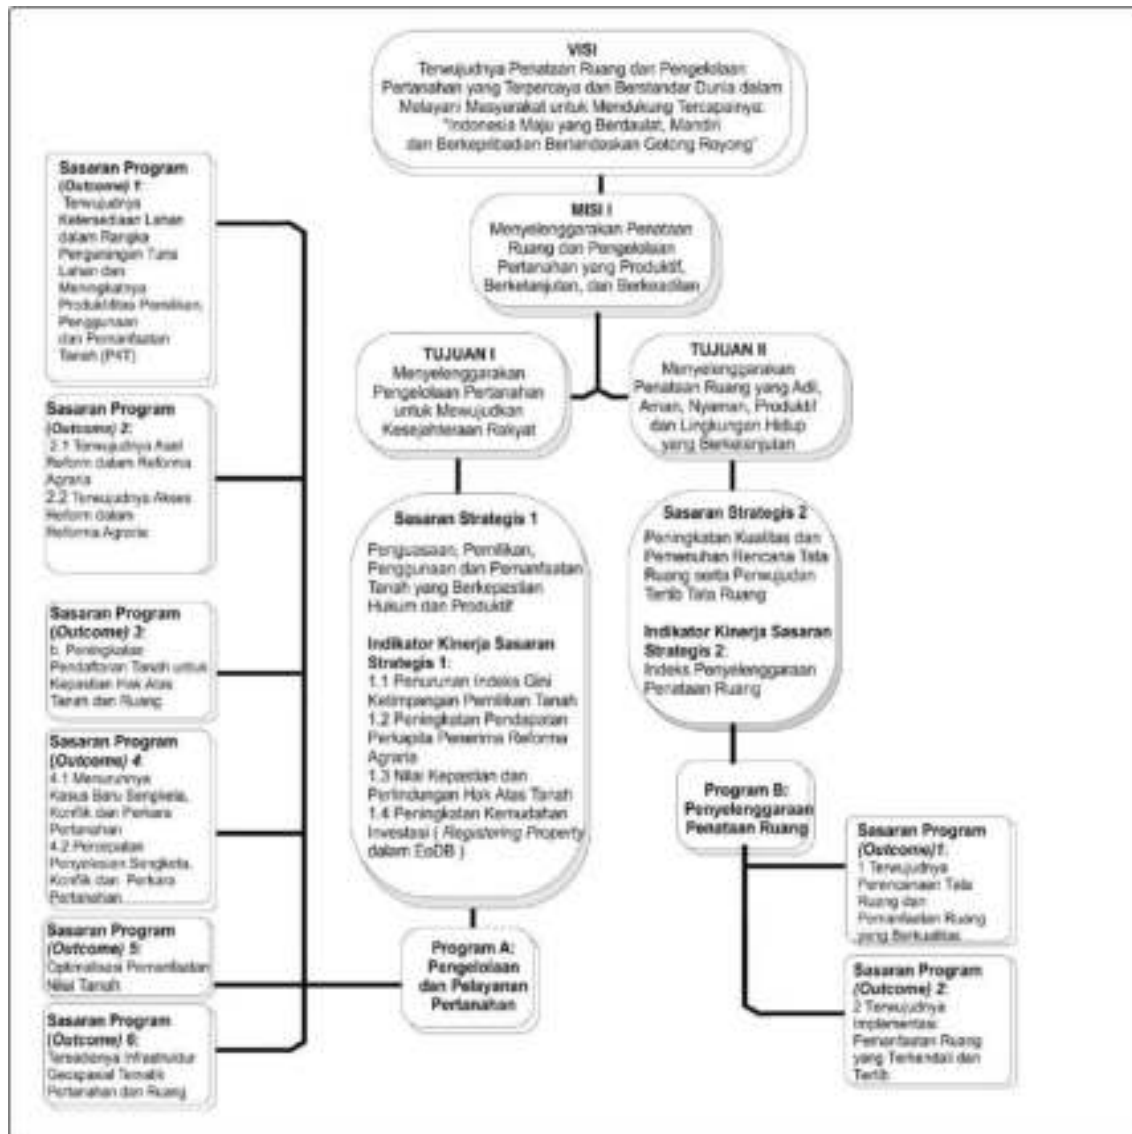 VISI
Terwujudnya Penataan Ruang dan Pengelolaan
Pertanahan yang Terpercaya dan Berstandar Dunia dalam
Melayani Masyarakat untuk Mendukung Tercapainya:
"Indonesia Maju yang Berdaulat, Mandiri
dan Berkepribadian Berlandaskan Gotong Royong"
MISI I
Menyelenggarakan Penataan
Ruang dan Pengelolaan
Pertanahan yang Produktif,
Berkelanjutan, dan Berkeadilan
TUJUAN I
Menyelenggarakan
Pengelolaan Pertanahan
untuk Mewujudkan
Kesejahteraan Rakyat
TUJUAN II
Menyelenggarakan
Penataan Ruang yang Adil,
Aman, Nyaman, Produktif
dan Lingkungan Hidup
yang Berkelanjutan
Sasaran Strategis 1
Penguasaan, Pemilikan,
Penggunaan dan Pemanfaatan
Tanah yang Berkepastian
Hukum dan Produktif
Indikator Kinerja Sasaran
Strategis 1:
1.1 Penurunan Indeks Gini
Ketimpangan Pemilikan Tanah
1.2 Peningkatan Pendapatan
Perkapita Penerima Reforma
Agraria
1.3 Nilai Kepastian dan
Perlindungan Hak Atas Tanah
1.4 Peningkatan Kemudahan
Investasi ( Registering Property
dalam EoDB )
Sasaran Strategis 2
Peningkatan Kualitas dan
Pemenuhan Rencana Tata
Ruang serta Perwujudan
Tertib Tata Ruang
Indikator Kinerja Sasaran
Strategis 2:
Indeks Penyelenggaraan
Penataan Ruang
Program A:
Pengelolaan
dan Pelayanan
Pertanahan
Program B:
Penyelenggaraan
Penataan Ruang
Sasaran Program
(Outcome) 1:
Terwujudnya
Ketersediaan Lahan
dalam Rangka
Pengurangan Tuna
Lahan dan
Meningkatnya
Produktifitas Pemilikan,
Penggunaan
dan Pemanfaatan
Tanah (P4T)
Sasaran Program
(Outcome) 2:
2.1 Terwujudnya Aset
Reform dalam Reforma
Agraria
2.2 Terwujudnya Akses
Reform dalam
Reforma Agraria
Sasaran Program
(Outcome) 3:
b. Peningkatan
Pendaftaran Tanah untuk
Kepastian Hak Atas
Tanah dan Ruang
Sasaran Program
(Outcome) 4:
4.1 Menurunnya
Kasus Baru Sengketa,
Konflik dan Perkara
Pertanahan
4.2 Percepatan
Penyelesaian Sengketa,
Konflik dan Perkara
Pertanahan
Sasaran Program
(Outcome) 5:
Optimalisasi Pemanfaatan
Nilai Tanah
Sasaran Program
(Outcome) 6:
Tersedianya Infrastruktur
Geospasial Tematik
Pertanahan dan Ruang
Sasaran Program
(Outcome)1:
1 Terwujudnya
Perencanaan Tata
Ruang dan
Pemanfaatan Ruang
yang Berkualitas
Sasaran Program
(Outcome) 2:
2 Terwujudnya
Implementasi
Pemanfaatan Ruang
yang Terkendali dan
Tertib